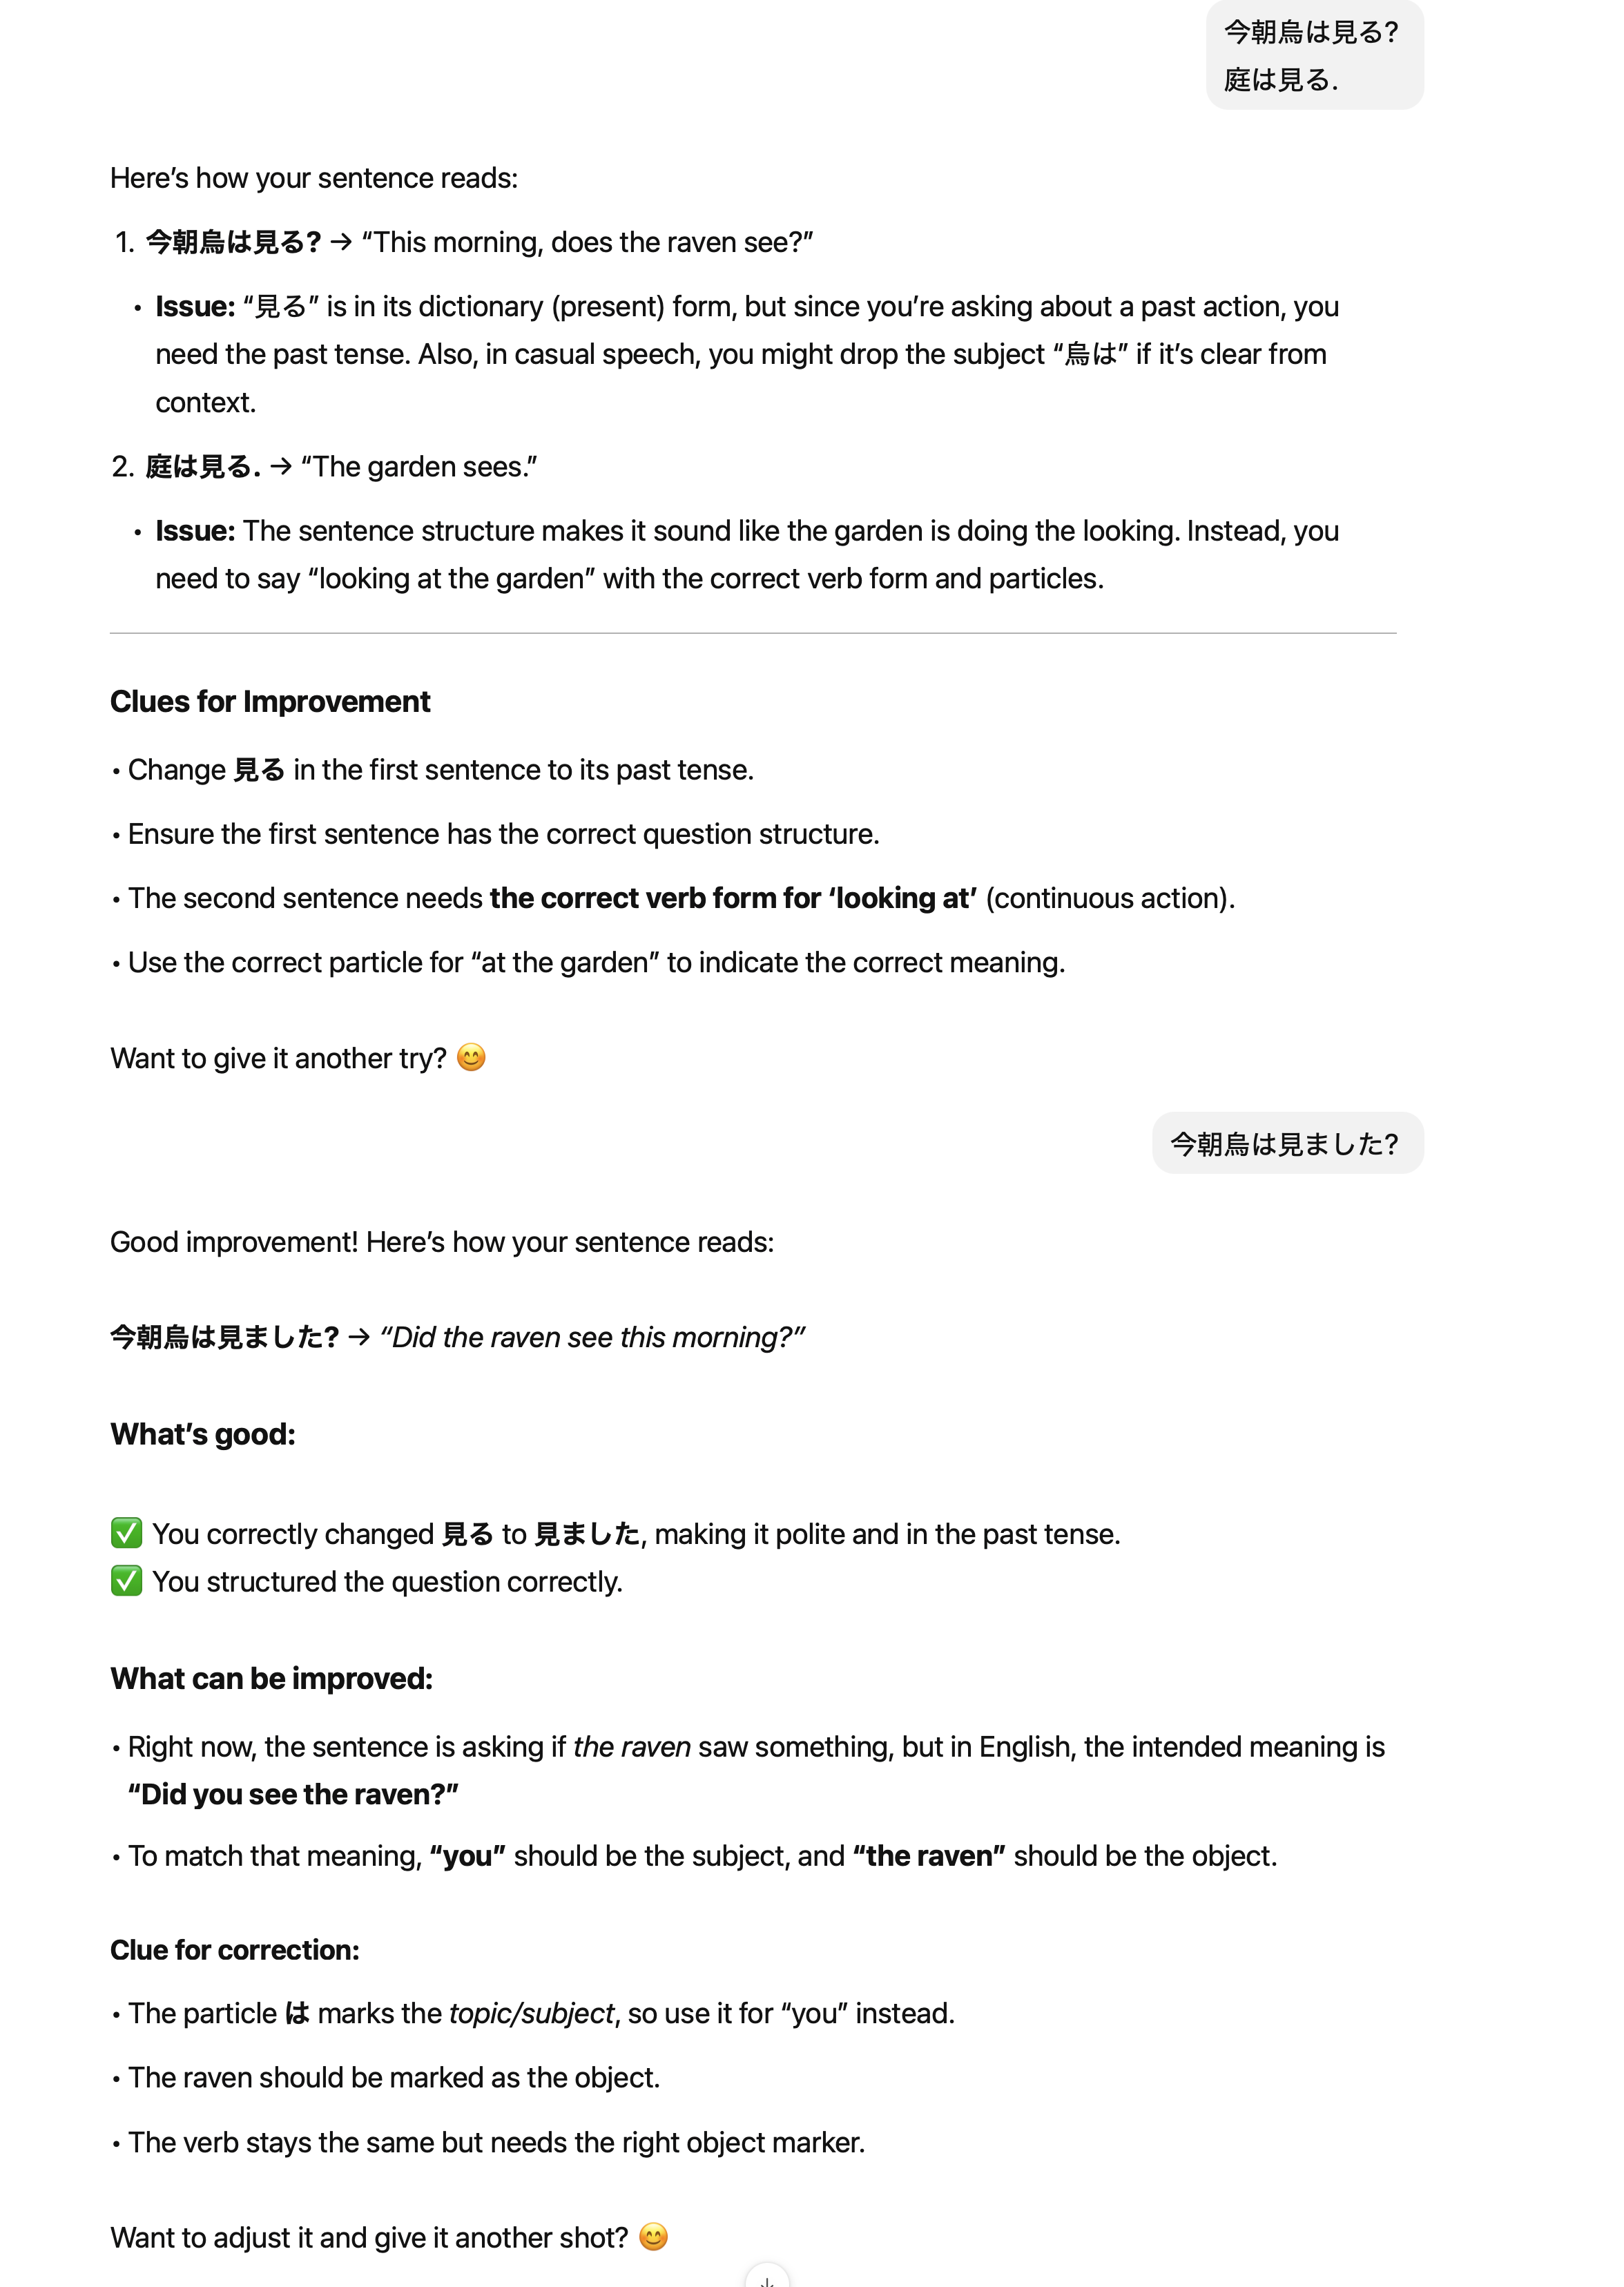 今朝烏は見る?
庭は見る.
Here’s how your sentence reads:
1. 今朝烏は見る? → “This morning, does the raven see?”
• Issue: “見る” is in its dictionary (present) form, but since you’re asking about a past action, you
need the past tense. Also, in casual speech, you might drop the subject “烏は” if it’s clear from
context.
2. 庭は見る. → “The garden sees.”
• Issue: The sentence structure makes it sound like the garden is doing the looking. Instead, you
need to say “looking at the garden” with the correct verb form and particles.
Clues for Improvement
• Change 見る in the first sentence to its past tense.
• Ensure the first sentence has the correct question structure.
• The second sentence needs the correct verb form for ‘looking at’ (continuous action).
• Use the correct particle for “at the garden” to indicate the correct meaning.
Want to give it another try? 😊
今朝烏は見ました?
Good improvement! Here’s how your sentence reads:
今朝烏は見ました? → “Did the raven see this morning?”
What’s good:
✅ You correctly changed 見る to 見ました, making it polite and in the past tense.
✅ You structured the question correctly.
What can be improved:
• Right now, the sentence is asking if the raven saw something, but in English, the intended meaning is
“Did you see the raven?”
• To match that meaning, “you” should be the subject, and “the raven” should be the object.
Clue for correction:
• The particle は marks the topic/subject, so use it for “you” instead.
• The raven should be marked as the object.
• The verb stays the same but needs the right object marker.
Want to adjust it and give it another shot? 😊